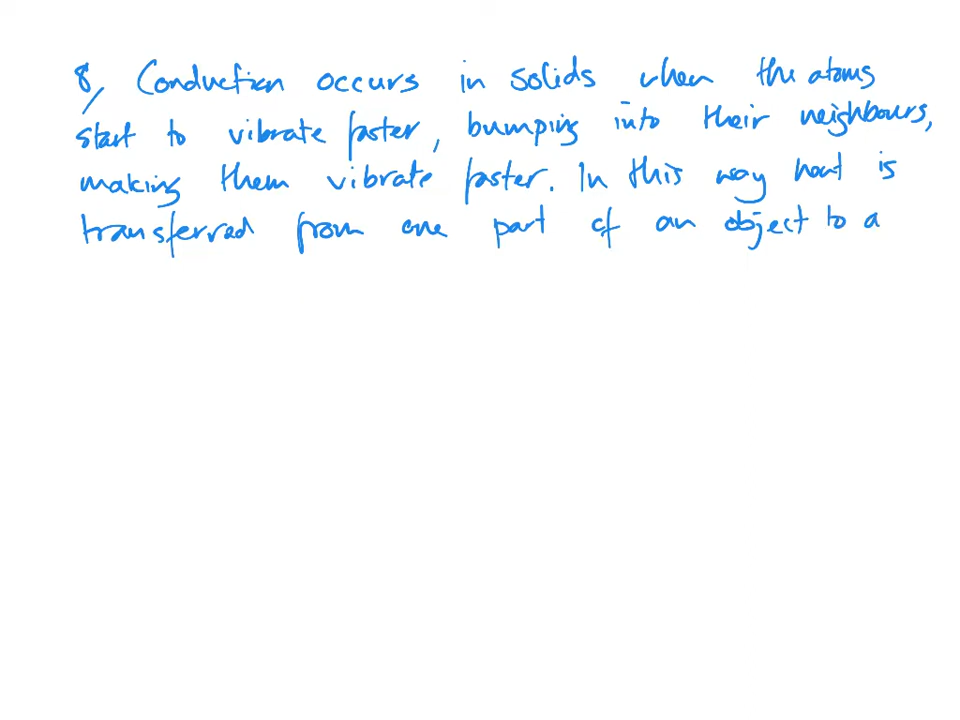 8, Conduction occurs in solids when the atoms
start to vibrate faster, bumping into their neighbours,
making them vibrate faster. In this way heat is
transferred from one part of an object to a